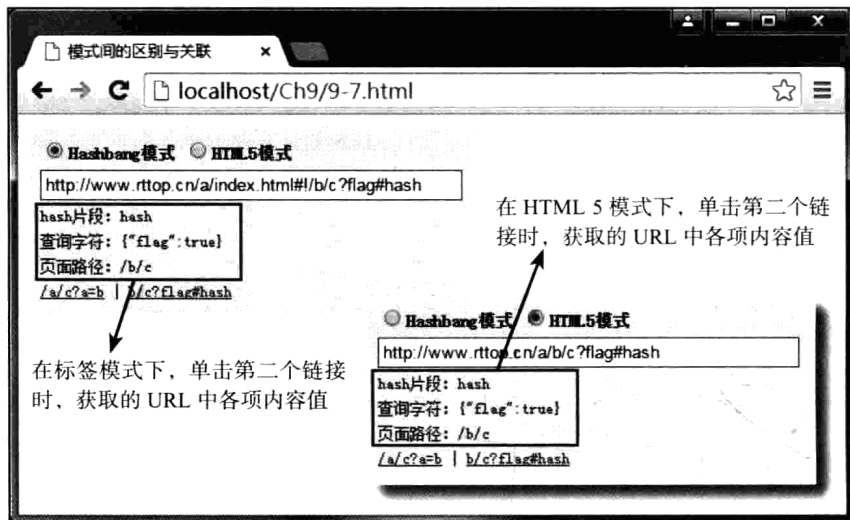 模式间的区别与关联
localhost/Ch9/9-7.html
Hashbang模式 HTML5模式
http://www.rttop.cn/a/index.html#!/b/c?flag#hash
hash片段：hash
查询字符：{"flag":true}
页面路径：/b/c
/a/c?a=b | b/c?flag#hash
在标签模式下，单击第二个链接
时，获取的 URL 中各项内容值
在 HTML 5 模式下，单击第二个链
接时，获取的 URL 中各项内容值
Hashbang模式 HTML5模式
http://www.rttop.cn/a/b/c?flag#hash
hash片段：hash
查询字符：{"flag":true}
页面路径：/b/c
/a/c?a=b | b/c?flag#hash